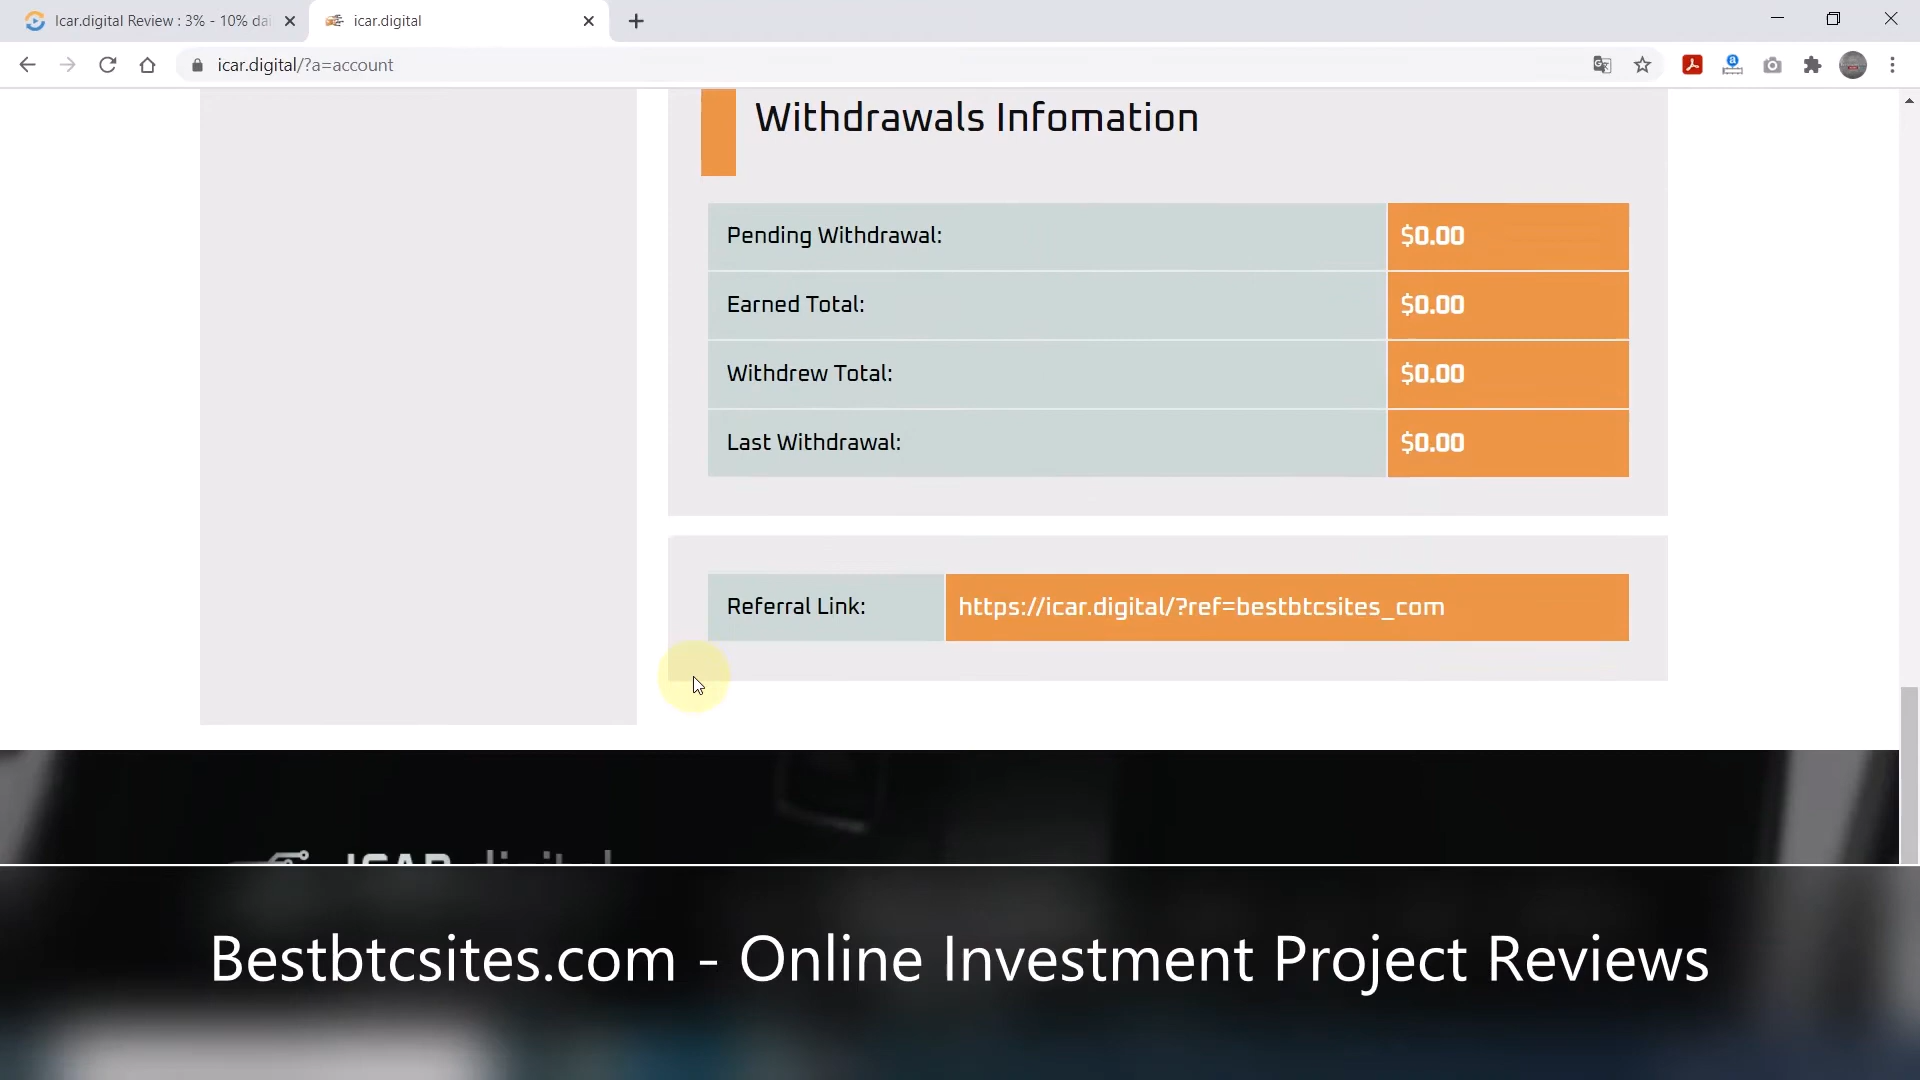 Icar.digital Review : 3% - 10% dai
icar.digital
icar.digital/?a=account
Withdrawals Infomation
Pending Withdrawal: $0.00
Earned Total: $0.00
Withdrew Total: $0.00
Last Withdrawal: $0.00
Referral Link: https://icar.digital/?ref=bestbtcsites_com
ICAR digital
Bestbtcsites.com - Online Investment Project Reviews